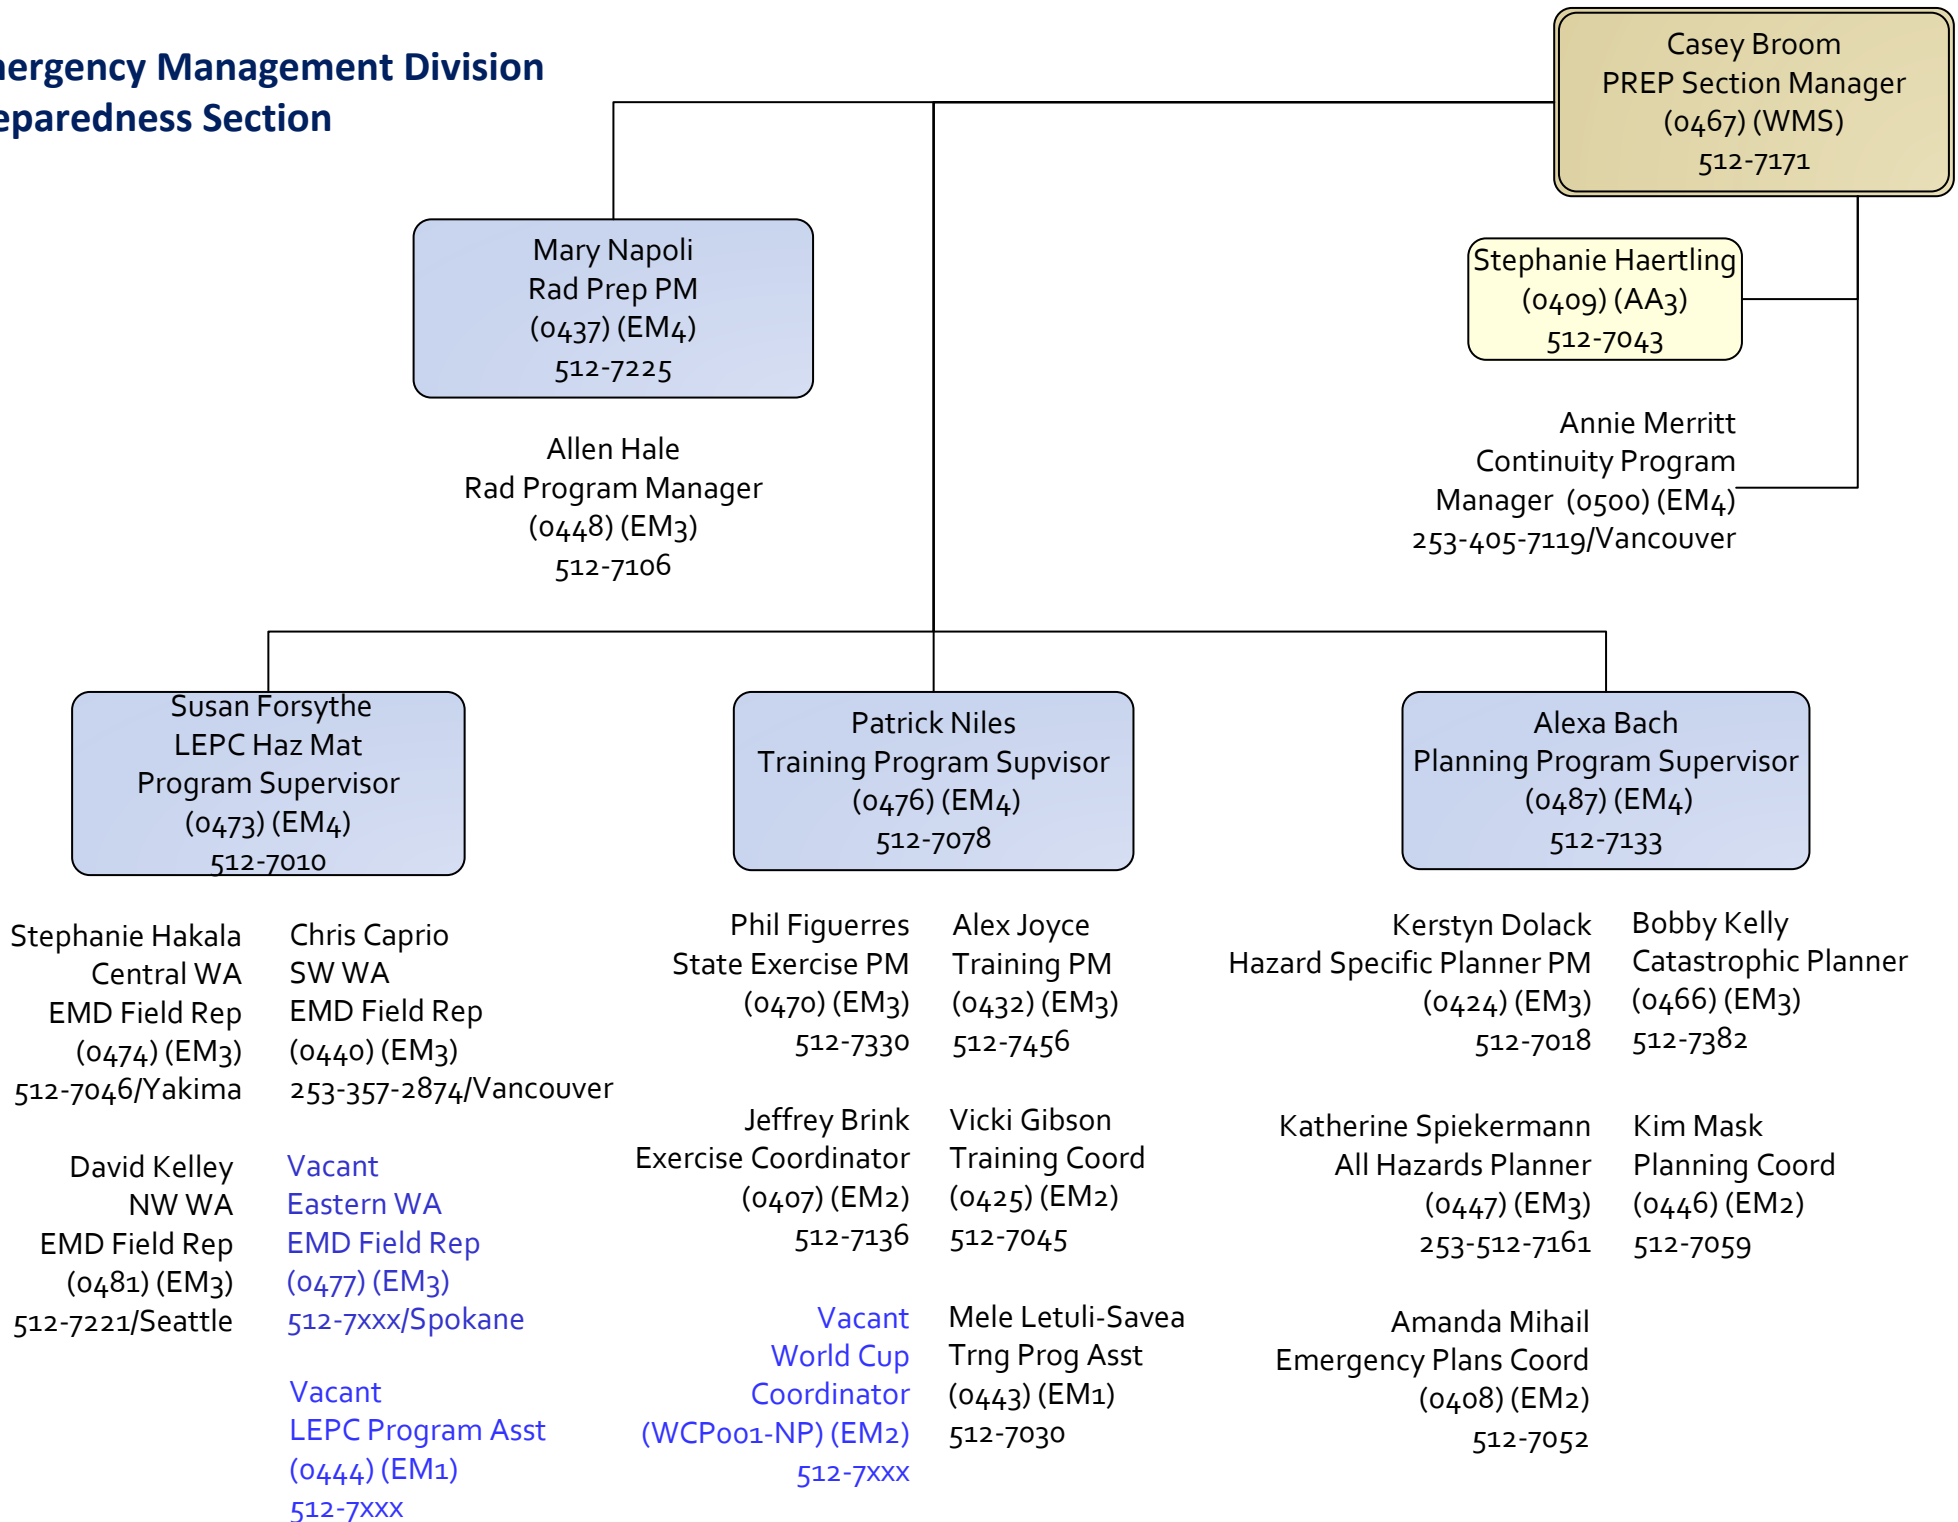 mergency Management Division
eparedness Section
Casey Broom
PREP Section Manager
(0467) (WMS)
512-7171
Mary Napoli
Rad Prep PM
(0437) (EM4)
512-7225
Stephanie Haertling
(0409) (AA3)
512-7043
Allen Hale
Rad Program Manager
(0448) (EM3)
512-7106
Annie Merritt
Continuity Program
Manager (0500) (EM4)
253-405-7119/Vancouver
Susan Forsythe
LEPC Haz Mat
Program Supervisor
(0473) (EM4)
512-7010
Patrick Niles
Training Program Supvisor
(0476) (EM4)
512-7078
Alexa Bach
Planning Program Supervisor
(0487) (EM4)
512-7133
Stephanie Hakala
Central WA
EMD Field Rep
(0474) (EM3)
512-7046/Yakima
Chris Caprio
SW WA
EMD Field Rep
(0440) (EM3)
253-357-2874/Vancouver
David Kelley
NW WA
EMD Field Rep
(0481) (EM3)
512-7221/Seattle
Vacant
Eastern WA
EMD Field Rep
(0477) (EM3)
512-7xxx/Spokane
Vacant
LEPC Program Asst
(0444) (EM1)
512-7xxx
Phil Figuerres
State Exercise PM
(0470) (EM3)
512-7330
Alex Joyce
Training PM
(0432) (EM3)
512-7456
Jeffrey Brink
Exercise Coordinator
(0407) (EM2)
512-7136
Vicki Gibson
Training Coord
(0425) (EM2)
512-7045
Vacant
World Cup
Coordinator
(WCP001-NP) (EM2)
512-7xxx
Mele Letuli-Savea
Trng Prog Asst
(0443) (EM1)
512-7030
Kerstyn Dolack
Hazard Specific Planner PM
(0424) (EM3)
512-7018
Bobby Kelly
Catastrophic Planner
(0466) (EM3)
512-7382
Katherine Spiekermann
All Hazards Planner
(0447) (EM3)
253-512-7161
Kim Mask
Planning Coord
(0446) (EM2)
512-7059
Amanda Mihail
Emergency Plans Coord
(0408) (EM2)
512-7052